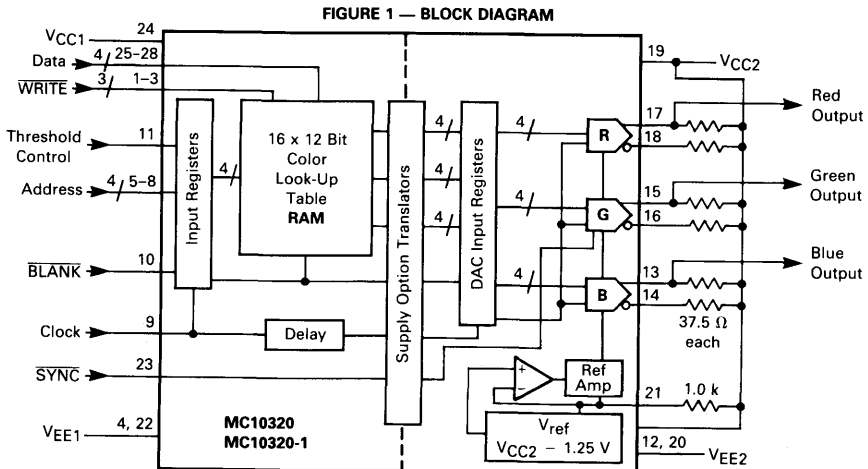 FIGURE 1 — BLOCK DIAGRAM
VCC1
24
Data
4
25–28
WRITE
3
1–3
Threshold
Control
11
Address
4
5–8
BLANK
10
Clock
9
SYNC
23
VEE1
4, 22
Input Registers
4
16 x 12 Bit
Color
Look-Up
Table
RAM
Delay
MC10320
MC10320-1
Supply Option Translators
4
4
4
DAC Input Registers
4
4
4
R
G
B
+
−
Ref
Amp
Vref
VCC2 − 1.25 V
19
VCC2
17
18
Red
Output
15
16
Green
Output
13
14
Blue
Output
37.5 Ω
each
21
1.0 k
12, 20
VEE2